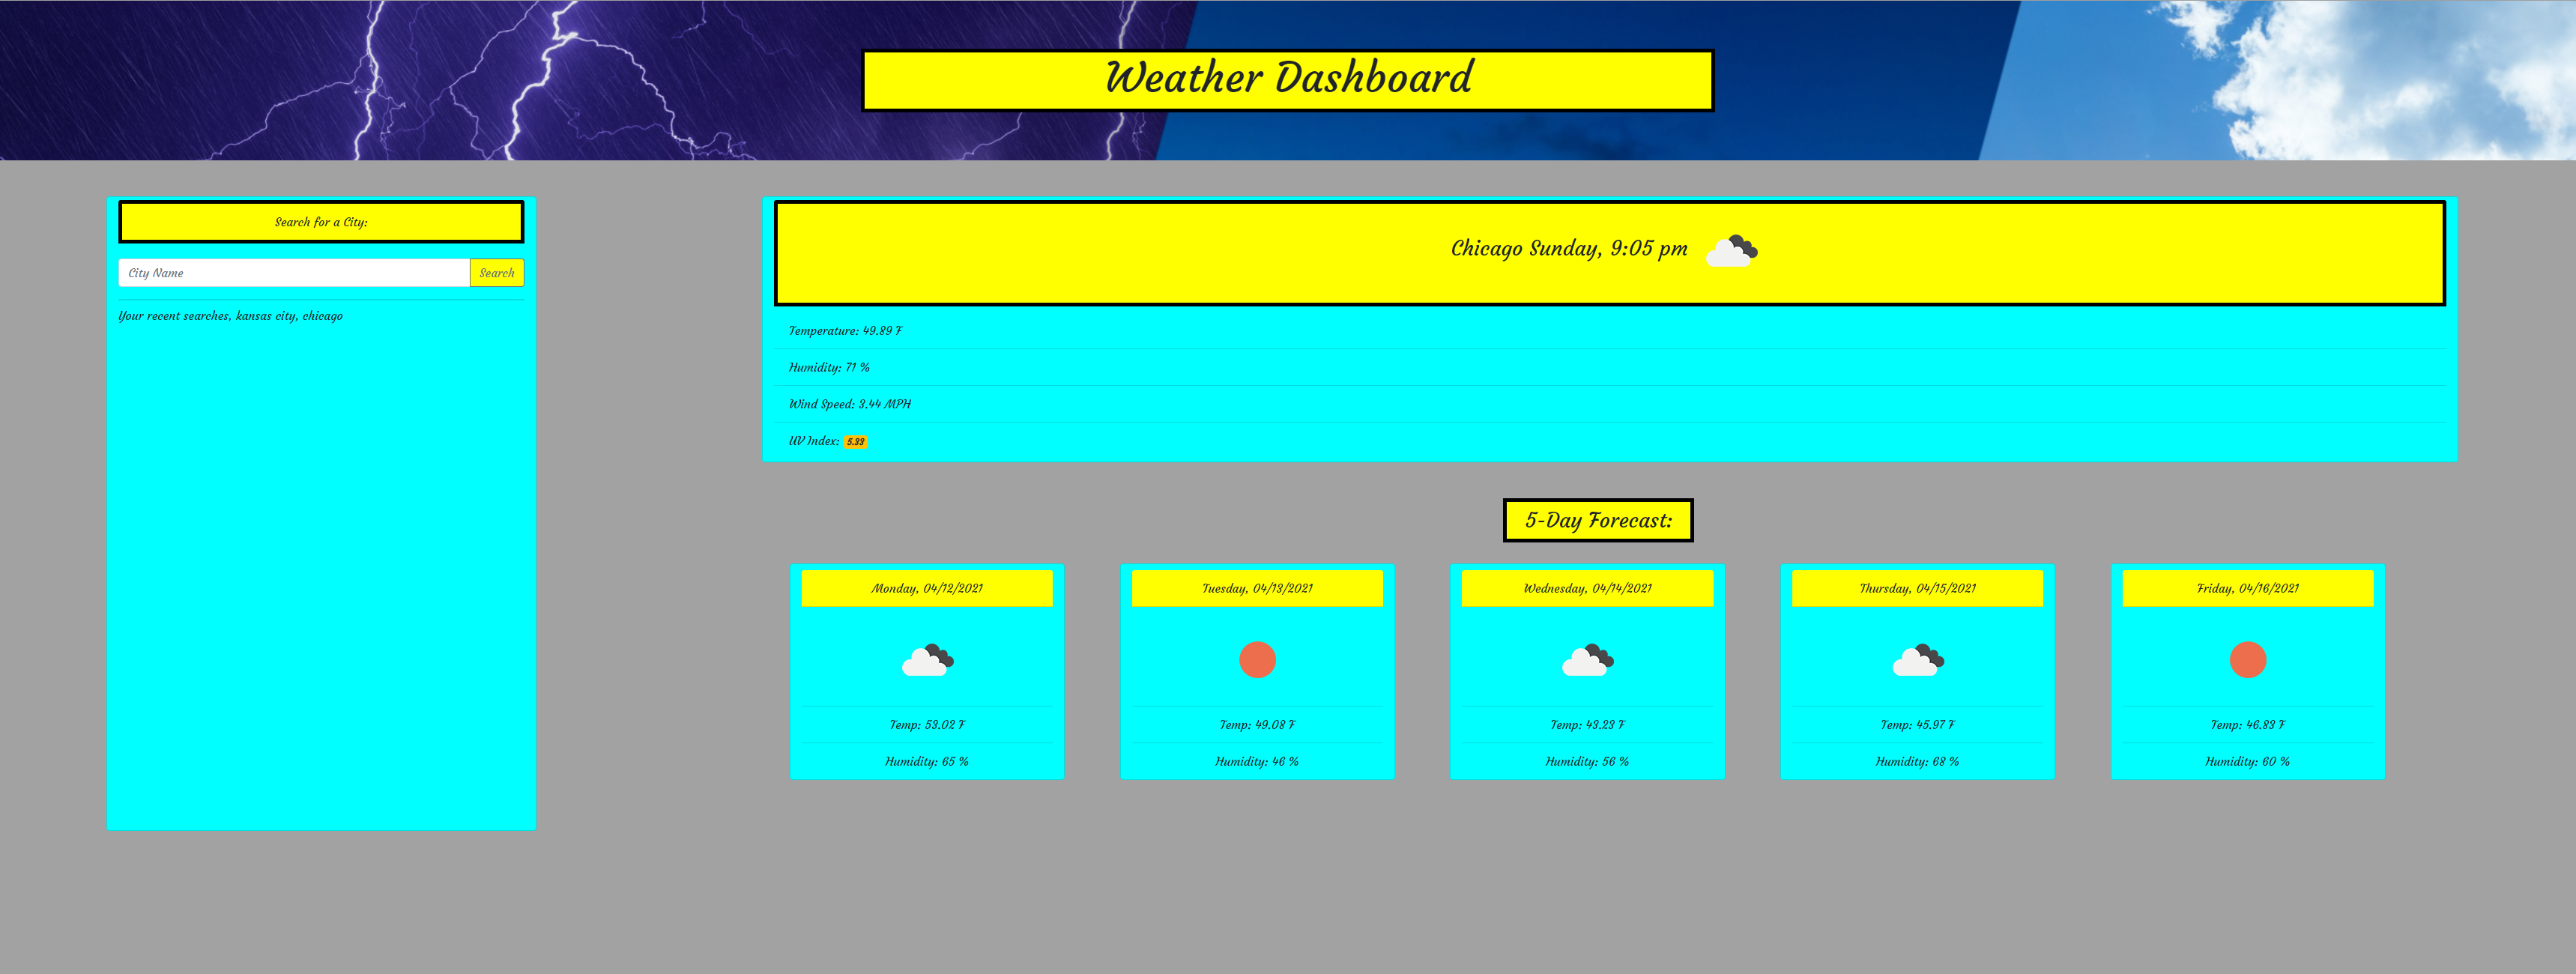 Weather Dashboard
Search for a City:
City Name
Search
Your recent searches, kansas city, chicago
Chicago Sunday, 9:05 pm
Temperature: 49.89 F
Humidity: 71 %
Wind Speed: 3.44 MPH
UV Index: 5.33
5-Day Forecast:
Monday, 04/12/2021
Temp: 53.02 F
Humidity: 65 %
Tuesday, 04/13/2021
Temp: 49.08 F
Humidity: 46 %
Wednesday, 04/14/2021
Temp: 43.23 F
Humidity: 56 %
Thursday, 04/15/2021
Temp: 45.97 F
Humidity: 68 %
Friday, 04/16/2021
Temp: 46.83 F
Humidity: 60 %